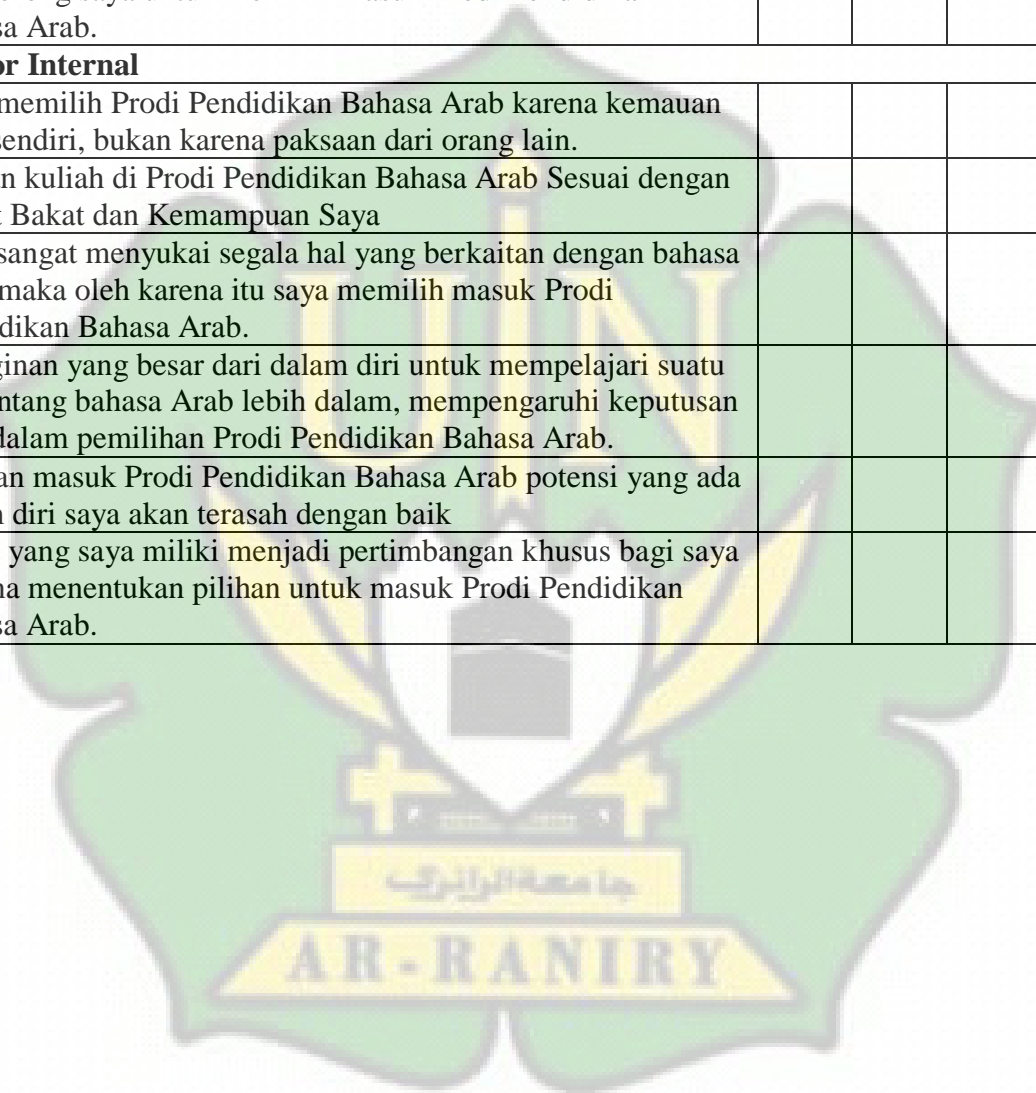 saya untuk
sa Arab.
or Internal
memilih Prodi Pendidikan Bahasa Arab karena kemauan
sendiri, bukan karena paksaan dari orang lain.
n kuliah di Prodi Pendidikan Bahasa Arab Sesuai dengan
t Bakat dan Kemampuan Saya
sangat menyukai segala hal yang berkaitan dengan bahasa
maka oleh karena itu saya memilih masuk Prodi
dikan Bahasa Arab.
ginan yang besar dari dalam diri untuk mempelajari suatu
ntang bahasa Arab lebih dalam, mempengaruhi keputusan
dalam pemilihan Prodi Pendidikan Bahasa Arab.
an masuk Prodi Pendidikan Bahasa Arab potensi yang ada
n diri saya akan terasah dengan baik
yang saya miliki menjadi pertimbangan khusus bagi saya
na menentukan pilihan untuk masuk Prodi Pendidikan
sa Arab.
UIN
جامعة الرانري
AR-RANIRY